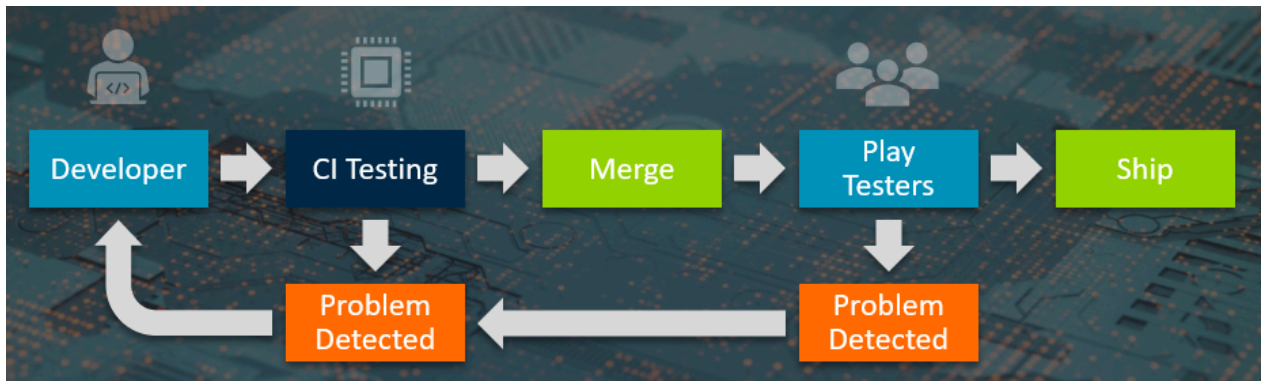 </>
Developer
CI Testing
Merge
Play
Testers
Ship
Problem
Detected
Problem
Detected